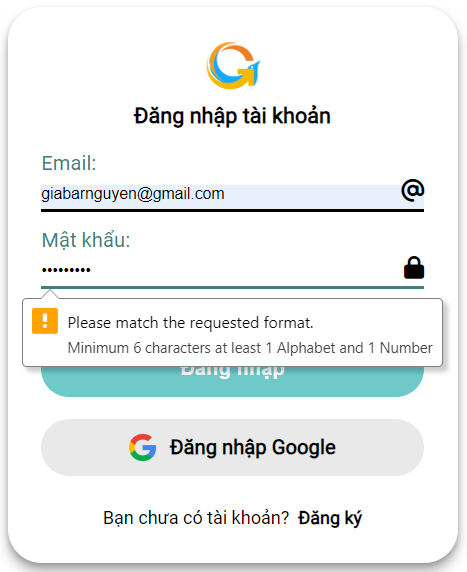 Đăng nhập tài khoản
Email:
giabarnguyen@gmail.com
Mật khẩu:
•••••••••
Please match the requested format.
Minimum 6 characters at least 1 Alphabet and 1 Number
Đăng nhập
Đăng nhập Google
Bạn chưa có tài khoản? Đăng ký